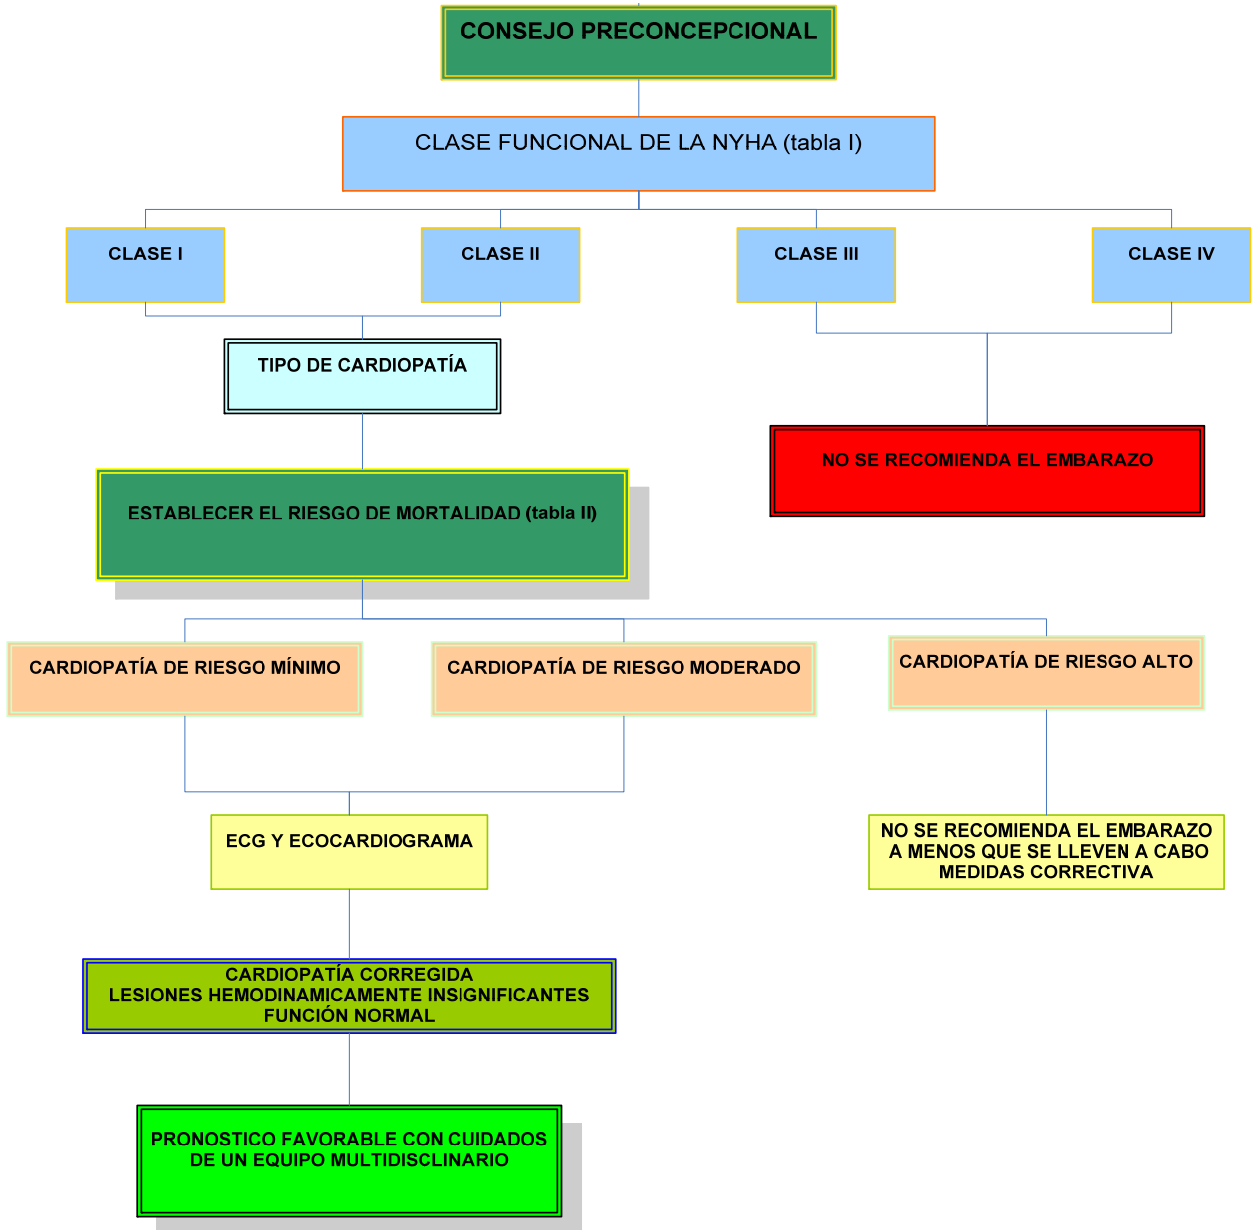 CONSEJO PRECONCEPCIONAL
CLASE FUNCIONAL DE LA NYHA (tabla I)
CLASE I
CLASE II
CLASE III
CLASE IV
TIPO DE CARDIOPATÍA
NO SE RECOMIENDA EL EMBARAZO
ESTABLECER EL RIESGO DE MORTALIDAD (tabla II)
CARDIOPATÍA DE RIESGO MÍNIMO
CARDIOPATÍA DE RIESGO MODERADO
CARDIOPATÍA DE RIESGO ALTO
ECG Y ECOCARDIOGRAMA
NO SE RECOMIENDA EL EMBARAZO
A MENOS QUE SE LLEVEN A CABO
MEDIDAS CORRECTIVA
CARDIOPATÍA CORREGIDA
LESIONES HEMODINAMICAMENTE INSIGNIFICANTES
FUNCIÓN NORMAL
PRONOSTICO FAVORABLE CON CUIDADOS
DE UN EQUIPO MULTIDISCLINARIO